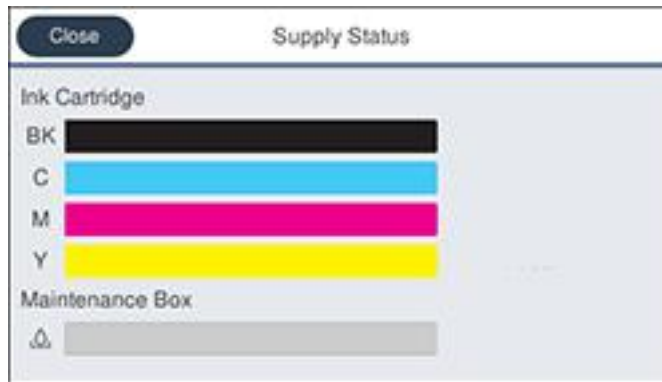 Close
Supply Status
Ink Cartridge
BK
C
M
Y
Maintenance Box